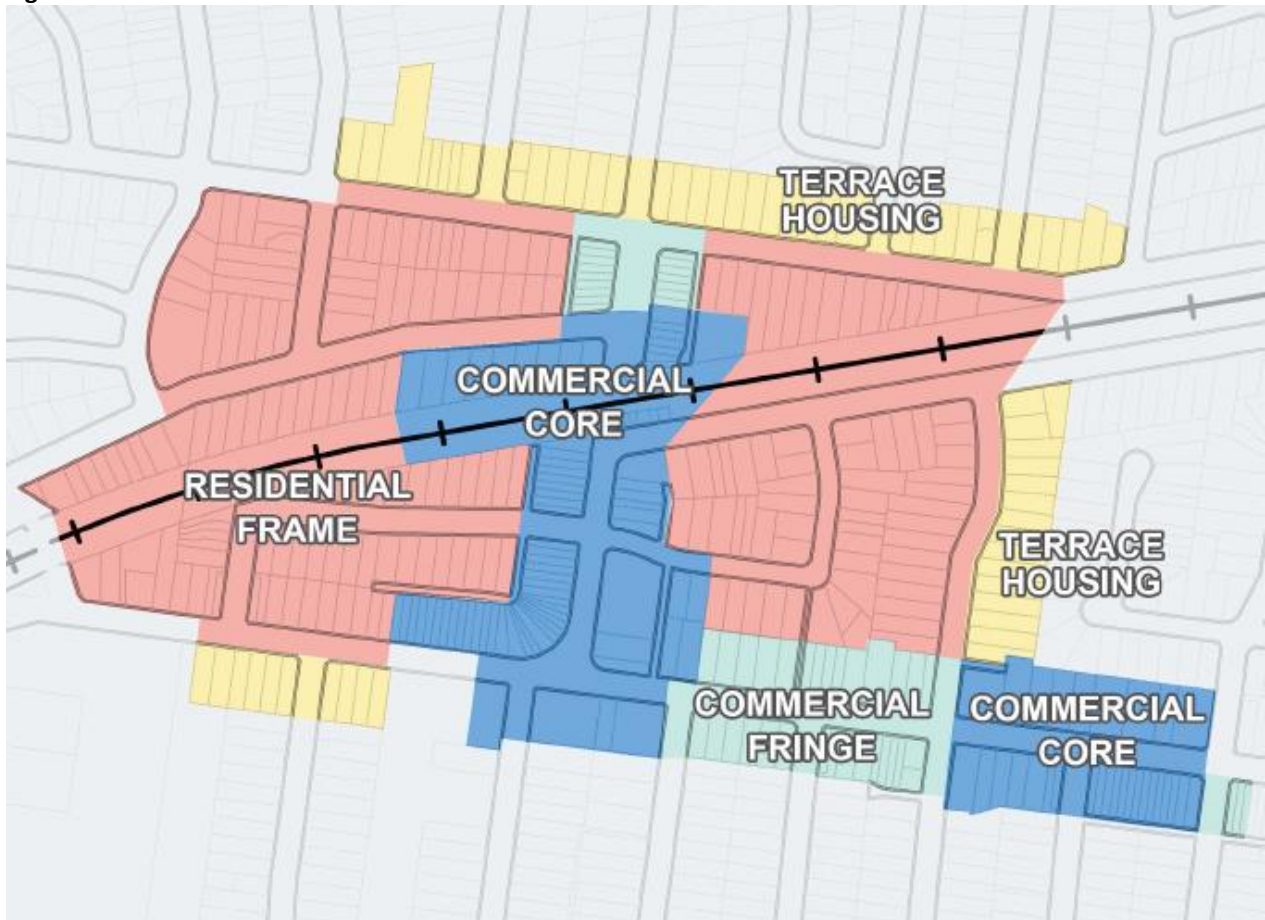 TERRACE
HOUSING
COMMERCIAL
CORE
RESIDENTIAL
FRAME
TERRACE
HOUSING
COMMERCIAL
FRINGE
COMMERCIAL
CORE